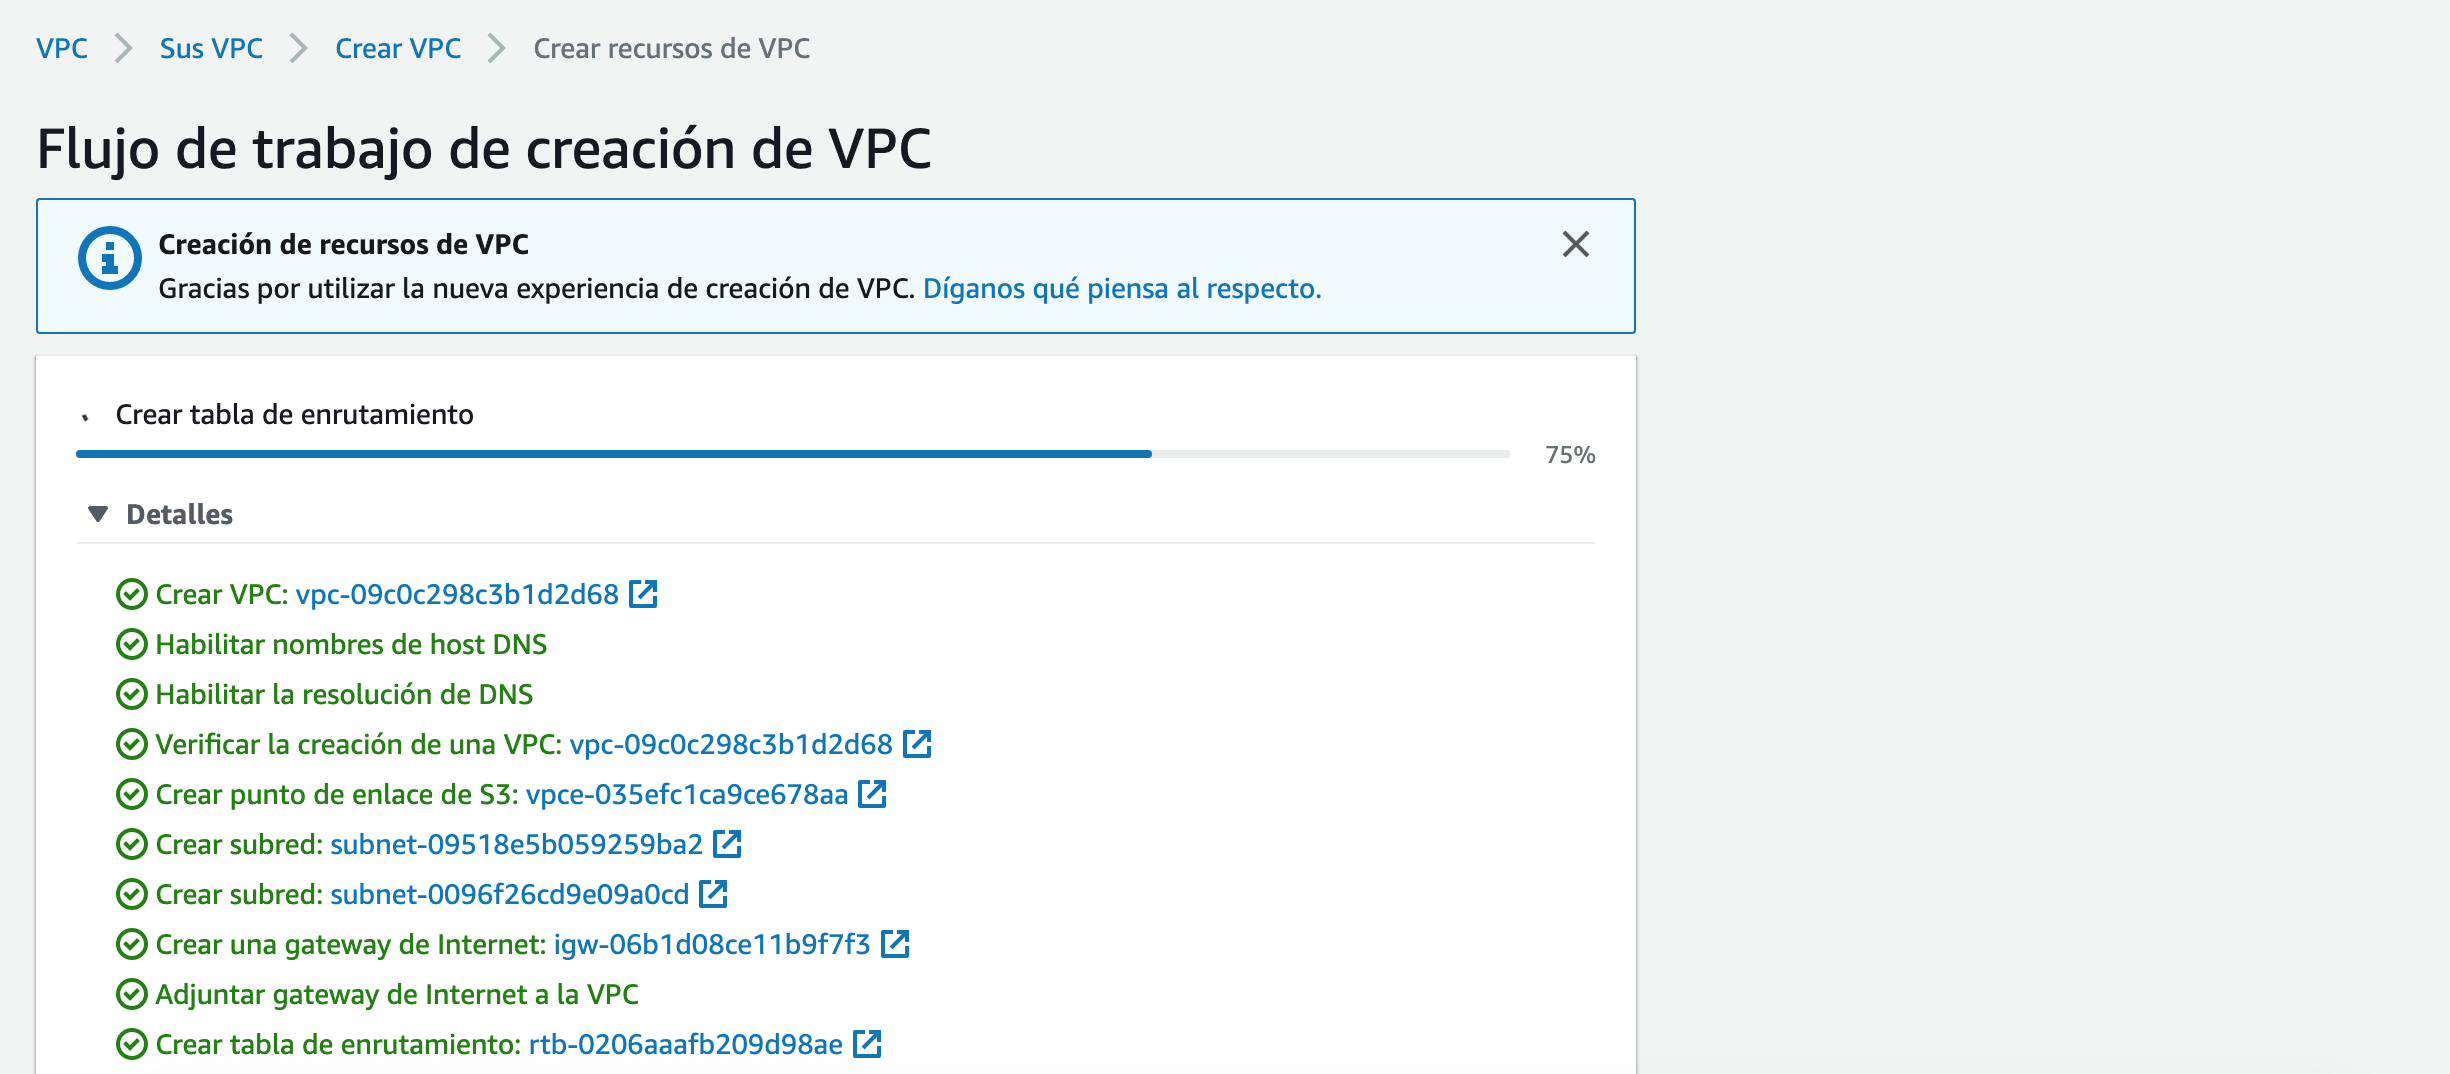 VPC Sus VPC Crear VPC Crear recursos de VPC
Flujo de trabajo de creación de VPC
Creación de recursos de VPC
Gracias por utilizar la nueva experiencia de creación de VPC. Díganos qué piensa al respecto.
Crear tabla de enrutamiento
75%
Detalles
Crear VPC: vpc-09c0c298c3b1d2d68
Habilitar nombres de host DNS
Habilitar la resolución de DNS
Verificar la creación de una VPC: vpc-09c0c298c3b1d2d68
Crear punto de enlace de S3: vpce-035efc1ca9ce678aa
Crear subred: subnet-09518e5b059259ba2
Crear subred: subnet-0096f26cd9e09a0cd
Crear una gateway de Internet: igw-06b1d08ce11b9f7f3
Adjuntar gateway de Internet a la VPC
Crear tabla de enrutamiento: rtb-0206aaafb209d98ae